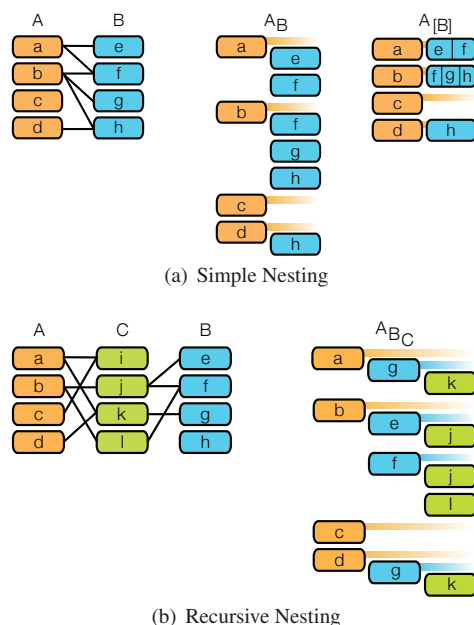 A B A_B A_[B]
a e a a e f
b f e b f g h
c g f c
d h b d h
f
g
h
c
d
h
(a) Simple Nesting
A C B A_B_C
a i e a
b j f g
c k g k
d l h b
e
j
f
j
l
c
d
g
k
(b) Recursive Nesting